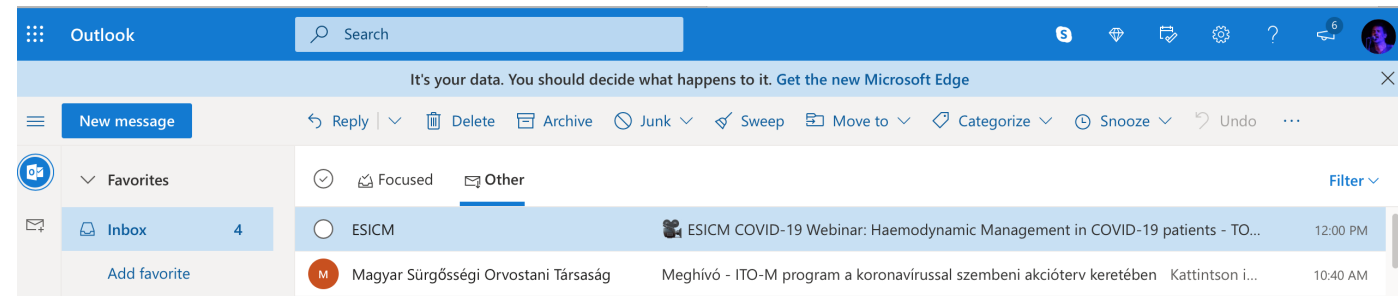 Outlook Search 6
It's your data. You should decide what happens to it. Get the new Microsoft Edge
New message Reply Delete Archive Junk Sweep Move to Categorize Snooze Undo ...
Favorites Focused Other Filter
Inbox 4 ESICM ESICM COVID-19 Webinar: Haemodynamic Management in COVID-19 patients - TO... 12:00 PM
Add favorite M Magyar Sürgősségi Orvostani Társaság Meghívó - ITO-M program a koronavírussal szembeni akcióterv keretében Kattintson i... 10:40 AM